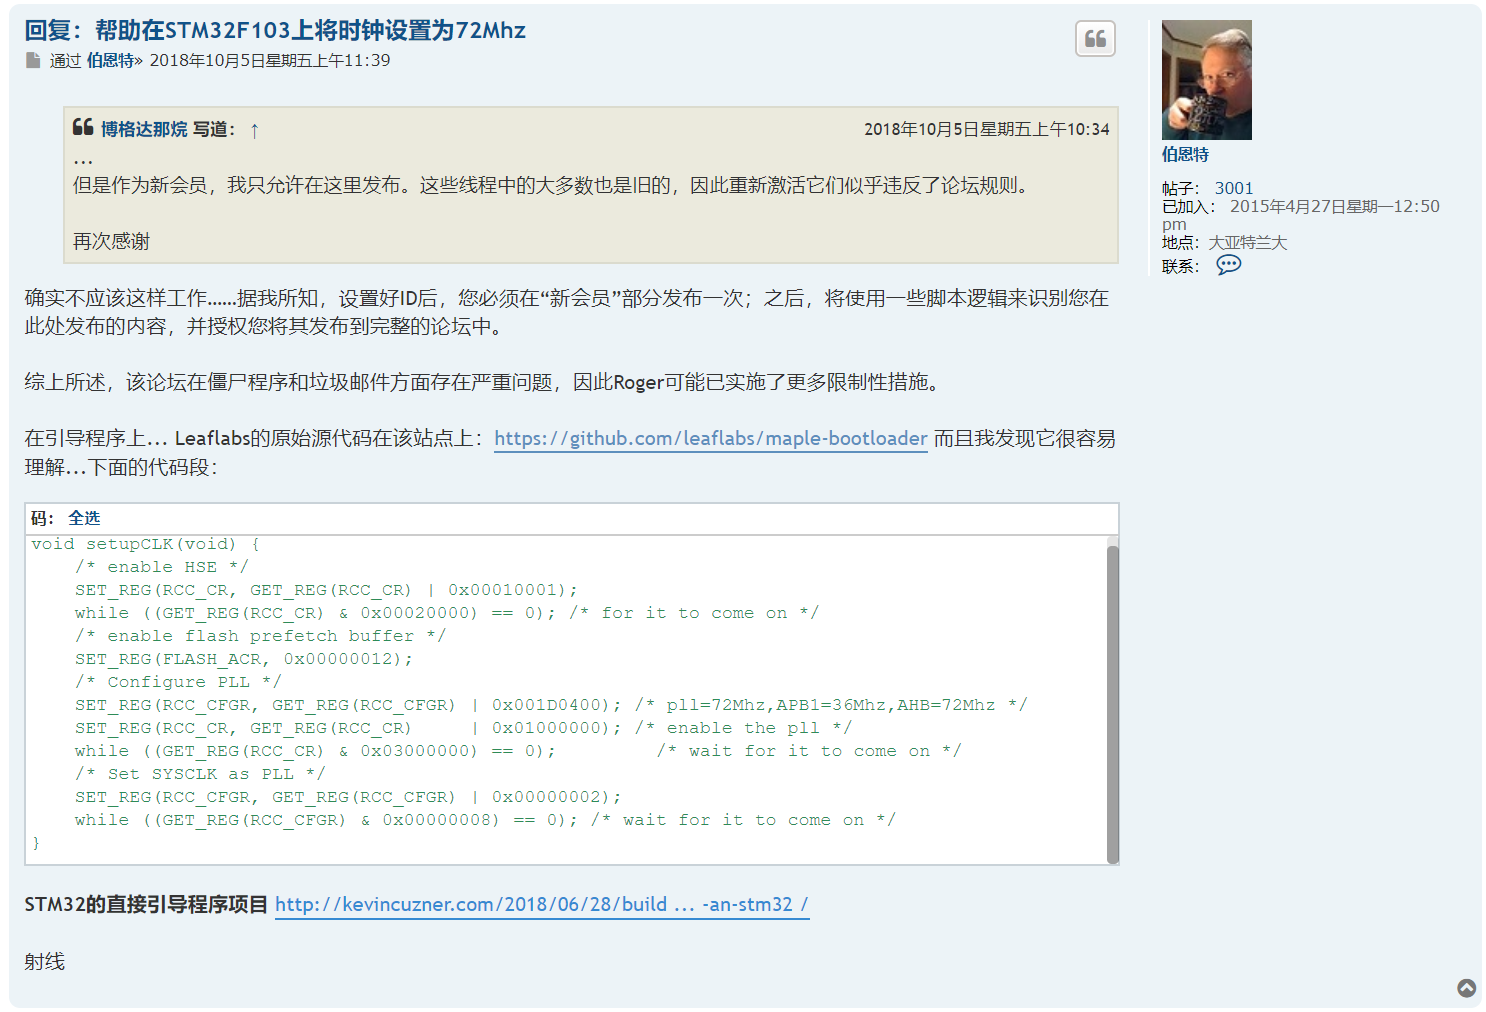 回复：帮助在STM32F103上将时钟设置为72Mhz
通过 伯恩特» 2018年10月5日星期五上午11:39
博格达那烷 写道： ↑ 2018年10月5日星期五上午10:34
...
但是作为新会员，我只允许在这里发布。这些线程中的大多数也是旧的，因此重新激活它们似乎违反了论坛规则。
再次感谢
确实不应该这样工作......据我所知，设置好ID后，您必须在“新会员”部分发布一次；之后，将使用一些脚本逻辑来识别您在
此处发布的内容，并授权您将其发布到完整的论坛中。
综上所述，该论坛在僵尸程序和垃圾邮件方面存在严重问题，因此Roger可能已实施了更多限制性措施。
在引导程序上... Leaflabs的原始源代码在该站点上：https://github.com/leaflabs/maple-bootloader 而且我发现它很容易
理解...下面的代码段：
码： 全选
void setupCLK(void) {
    /* enable HSE */
    SET_REG(RCC_CR, GET_REG(RCC_CR) | 0x00010001);
    while ((GET_REG(RCC_CR) & 0x00020000) == 0); /* for it to come on */
    /* enable flash prefetch buffer */
    SET_REG(FLASH_ACR, 0x00000012);
    /* Configure PLL */
    SET_REG(RCC_CFGR, GET_REG(RCC_CFGR) | 0x001D0400); /* pll=72Mhz,APB1=36Mhz,AHB=72Mhz */
    SET_REG(RCC_CR, GET_REG(RCC_CR)     | 0x01000000); /* enable the pll */
    while ((GET_REG(RCC_CR) & 0x03000000) == 0);         /* wait for it to come on */
    /* Set SYSCLK as PLL */
    SET_REG(RCC_CFGR, GET_REG(RCC_CFGR) | 0x00000002);
    while ((GET_REG(RCC_CFGR) & 0x00000008) == 0); /* wait for it to come on */
}
STM32的直接引导程序项目 http://kevincuzner.com/2018/06/28/build ... -an-stm32 /
射线
伯恩特
帖子： 3001
已加入： 2015年4月27日星期一12:50
pm
地点：大亚特兰大
联系：